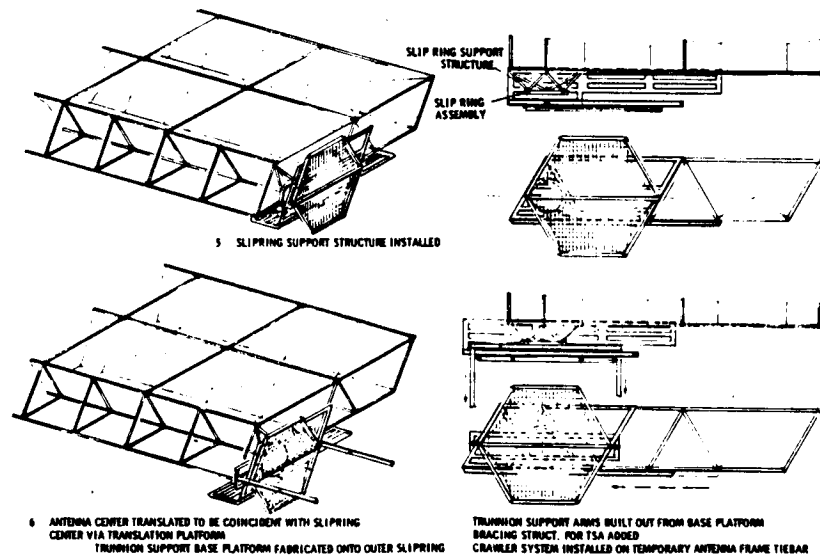 SLIP RING SUPPORT
STRUCTURE
SLIP RING
ASSEMBLY
5 SLIPRING SUPPORT STRUCTURE INSTALLED
6 ANTENNA CENTER TRANSLATED TO BE COINCIDENT WITH SLIPRING
CENTER VIA TRANSLATION PLATFORM
TRUNNION SUPPORT BASE PLATFORM FABRICATED ONTO OUTER SLIPRING
TRUNNION SUPPORT ARMS BUILT OUT FROM BASE PLATFORM
BRACING STRUCT. FOR TSA ADDED
CRAWLER SYSTEM INSTALLED ON TEMPORARY ANTENNA FRAME TIEBAR